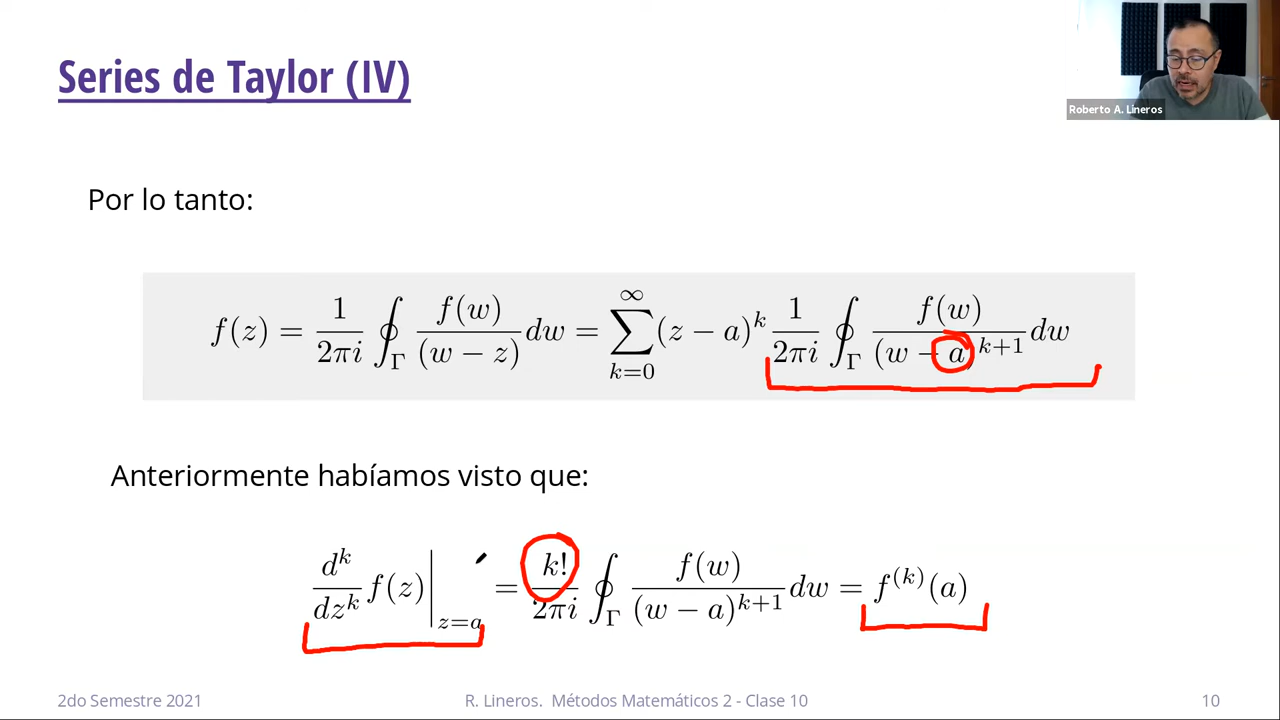 Series de Taylor (IV)
Roberto A. Lineros
Por lo tanto:
f(z) = \frac{1}{2\pi i} \oint_{\Gamma} \frac{f(w)}{(w - z)} dw = \sum_{k=0}^{\infty} (z - a)^k \frac{1}{2\pi i} \oint_{\Gamma} \frac{f(w)}{(w - a)^{k+1}} dw
Anteriormente habíamos visto que:
\frac{d^k}{dz^k} f(z) \Big|_{z=a} = \frac{k!}{2\pi i} \oint_{\Gamma} \frac{f(w)}{(w - a)^{k+1}} dw = f^{(k)}(a)
2do Semestre 2021
R. Lineros. Métodos Matemáticos 2 - Clase 10
10